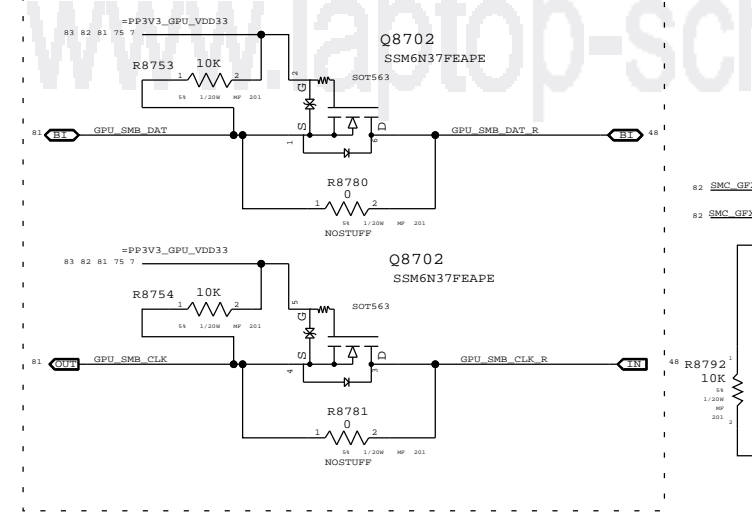 www.laptop-sc
=PP3V3_GPU_VDD33
83 82 81 75 7
Q8702
SSM6N37FEAPE
R8753 10K
1 2
5% 1/20W MF 201
2
G
SOT563
S D
1 6
81 BI GPU_SMB_DAT GPU_SMB_DAT_R BI 48
R8780
0
1 2
5% 1/20W MF 201
NOSTUFF
82 SMC_GF
82 SMC_GF
=PP3V3_GPU_VDD33
83 82 81 75 7
Q8702
SSM6N37FEAPE
R8754 10K
1 2
5% 1/20W MF 201
5
G
SOT563
S D
4 3
81 OUT GPU_SMB_CLK GPU_SMB_CLK_R IN 48
R8781
0
1 2
5% 1/20W MF 201
NOSTUFF
R8792
10K
5%
1/20W
MF
201
1
2